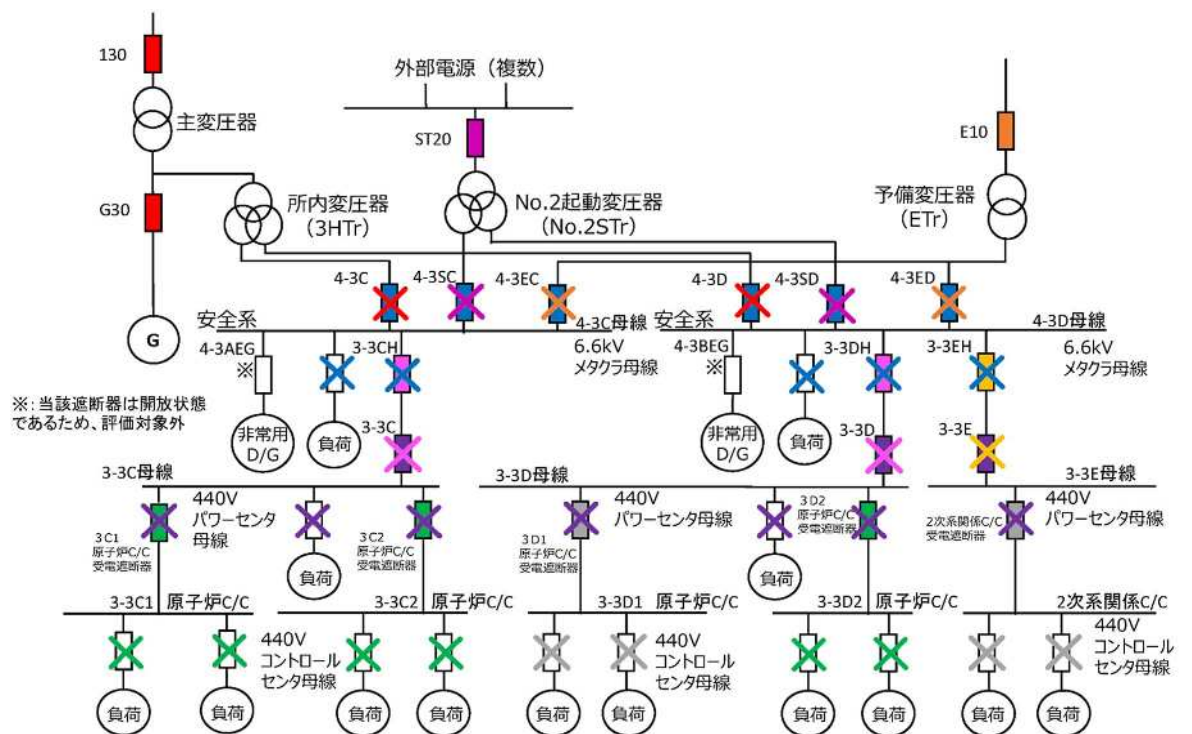 130
主変圧器
G30
G
所内変圧器
(3HTr)
外部電源（複数）
ST20
No.2起動変圧器
(No.2STr)
E10
予備変圧器
(ETr)
4-3C
4-3SC
4-3EC
4-3D
4-3SD
4-3ED
安全系
4-3C母線
6.6kV
メタクラ母線
安全系
4-3D母線
6.6kV
メタクラ母線
4-3AEG
※
3-3CH
4-3BEG
※
3-3DH
3-3EH
※：当該遮断器は開放状態
であるため、評価対象外
非常用
D/G
負荷
3-3C
非常用
D/G
負荷
3-3D
3-3E
3-3C母線
440V
パワーセンタ
母線
3C1
原子炉C/C
受電遮断器
負荷
3C2
原子炉C/C
受電遮断器
3-3D母線
440V
パワーセンタ母線
3D1
原子炉C/C
受電遮断器
負荷
3D2
原子炉C/C
受電遮断器
3-3E母線
440V
パワーセンタ母線
2次系関係C/C
受電遮断器
3-3C1
原子炉C/C
3-3C2
原子炉C/C
3-3D1
原子炉C/C
3-3D2
原子炉C/C
2次系関係C/C
440V
コントロール
センタ母線
440V
コントロール
センタ母線
440V
コントロール
センタ母線
負荷
負荷
負荷
負荷
負荷
負荷
負荷
負荷
負荷
負荷